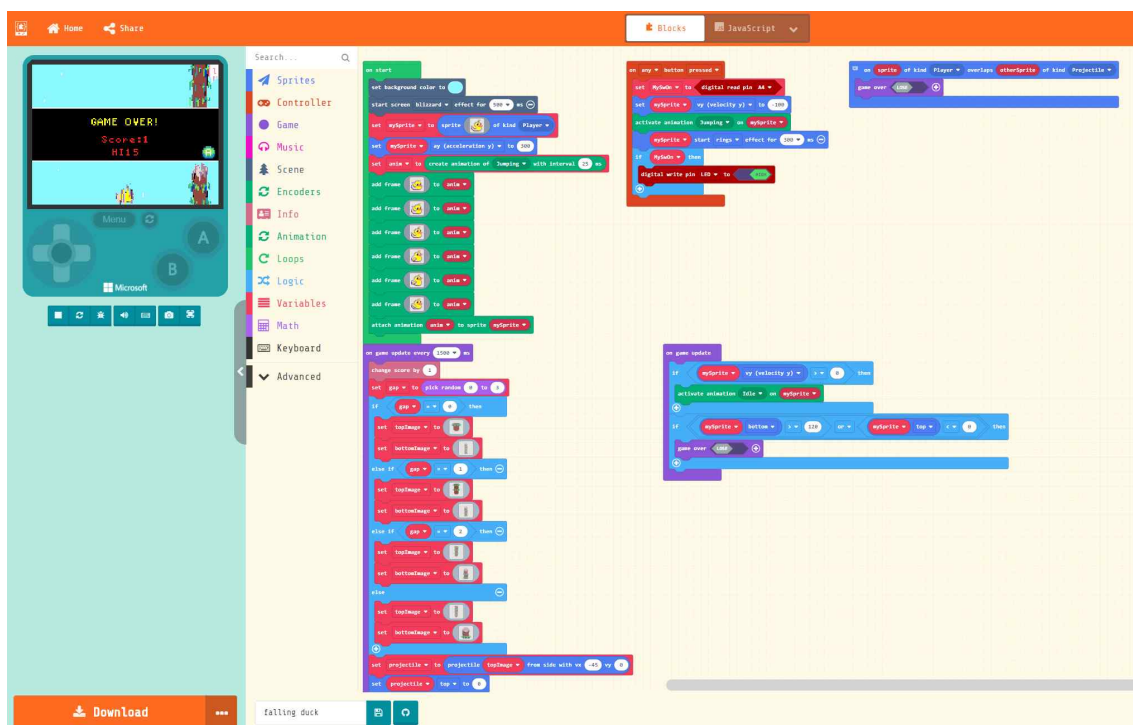 Home
Share
Blocks
JavaScript
GAME OVER!
Score:1
HI15
A
Menu
A
B
Microsoft
Search...
Sprites
Controller
Game
Music
Scene
Encoders
Info
Animation
Loops
Logic
Variables
Math
Keyboard
Advanced
on start
set background color to
start screen blizzard effect for 500 ms
set mySprite to sprite of kind Player
set mySprite ay (acceleration y) to 300
set anim to create animation of Jumping with interval 25 ms
add frame to anim
add frame to anim
add frame to anim
add frame to anim
add frame to anim
add frame to anim
attach animation anim to sprite mySprite
on game update every 1500 ms
change score by 1
set gap to pick random 0 to 3
if gap = 0 then
set topImage to
set bottomImage to
else if gap = 1 then
set topImage to
set bottomImage to
else if gap = 2 then
set topImage to
set bottomImage to
else
set topImage to
set bottomImage to
set projectile to projectile topImage from side with vx -45 vy 0
set projectile top to 0
on any button pressed
set MySwOn to digital read pin A4
set mySprite vy (velocity y) to -100
activate animation Jumping on mySprite
mySprite start rings effect for 300 ms
if MySwOn then
digital write pin LED to
on sprite of kind Player overlaps otherSprite of kind Projectile
game over LOSE
on game update
if mySprite vy (velocity y) > 0 then
activate animation Idle on mySprite
if mySprite bottom > 120 or mySprite top < 0 then
game over LOSE
Download
falling duck